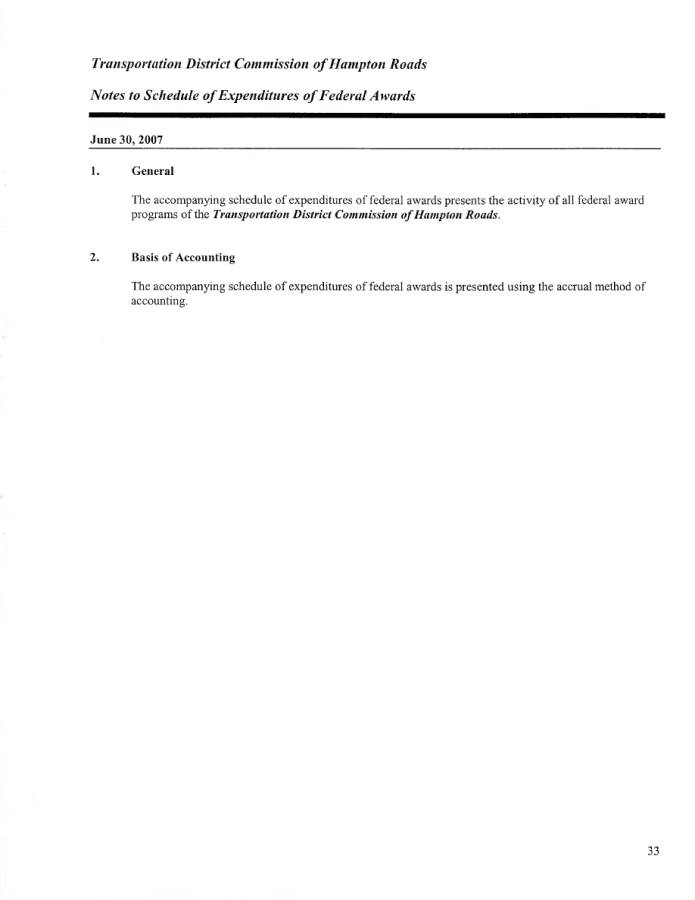 Transportation District Commission of Hampton Roads
Notes to Schedule of Expenditures of Federal Awards
June 30, 2007
1. General
The accompanying schedule of expenditures of federal awards presents the activity of all federal award
programs of the Transportation District Commission of Hampton Roads.
2. Basis of Accounting
The accompanying schedule of expenditures of federal awards is presented using the accrual method of
accounting.
33